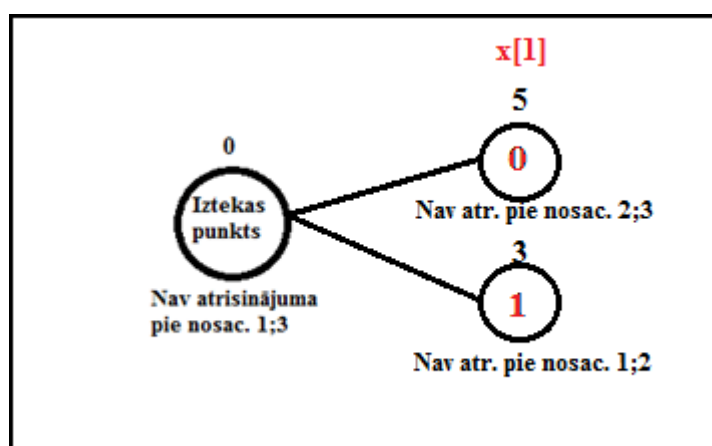 x[1]
5
0
0
Iztekas
punkts
Nav atr. pie nosac. 2;3
3
Nav atrisinājuma
pie nosac. 1;3
1
Nav atr. pie nosac. 1;2